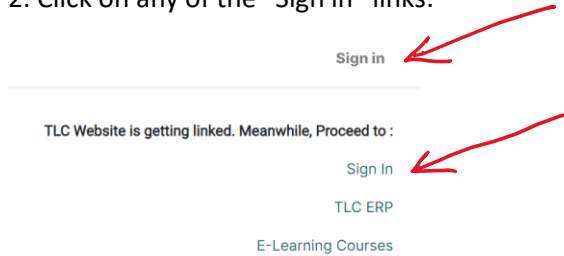 2. Click on any of the "Sign in" links.
Sign in
TLC Website is getting linked. Meanwhile, Proceed to :
Sign In
TLC ERP
E-Learning Courses